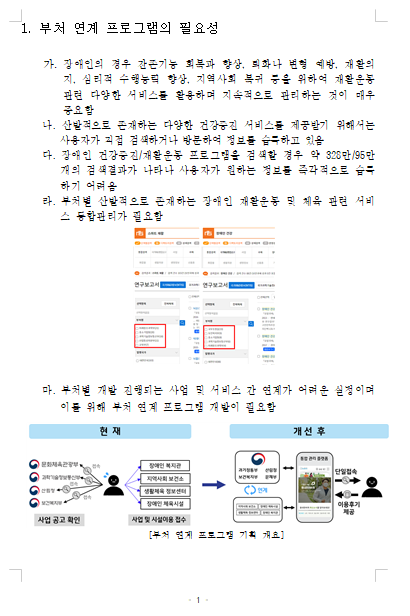 1. 부처 연계 프로그램의 필요성
가. 장애인의 경우 잔존기능 회복과 향상, 퇴화나 변형 예방, 재활의
지, 심리적 수행능력 향상, 지역사회 복귀 등을 위하여 재활운동
관련 다양한 서비스를 활용하며 지속적으로 관리하는 것이 매우
중요함
나. 산발적으로 존재하는 다양한 건강증진 서비스를 제공받기 위해서는
사용자가 직접 검색하거나 방문하여 정보를 습득하고 있음
다. 장애인 건강증진/재활운동 프로그램을 검색할 경우 약 328만/95만
개의 검색결과가 나타나 사용자가 원하는 정보를 즉각적으로 습득
하기 어려움
라. 부처별 산발적으로 존재하는 장애인 재활운동 및 체육 관련 서비
스 통합관리가 필요함
연구보고서
연구보고서
마. 부처별 개발 진행되는 사업 및 서비스 간 연계가 어려운 실정이며
이를 위해 부처 연계 프로그램 개발이 필요함
현 재
개선 후
문화체육관광부
과학기술정보통신부
산림청
보건복지부
접속
접속
접속
접속
장애인 복지관
지역사회 보건소
생활체육 정보센터
장애인 체육시설
사업 공고 확인
사업 및 시설이용 접수
과기정통부
산림청
보건복지부
문체부
연계
통합 관리 플랫폼
단일접속
이용후기
제공
[부처 연계 프로그램 기획 개요]
- 1 -